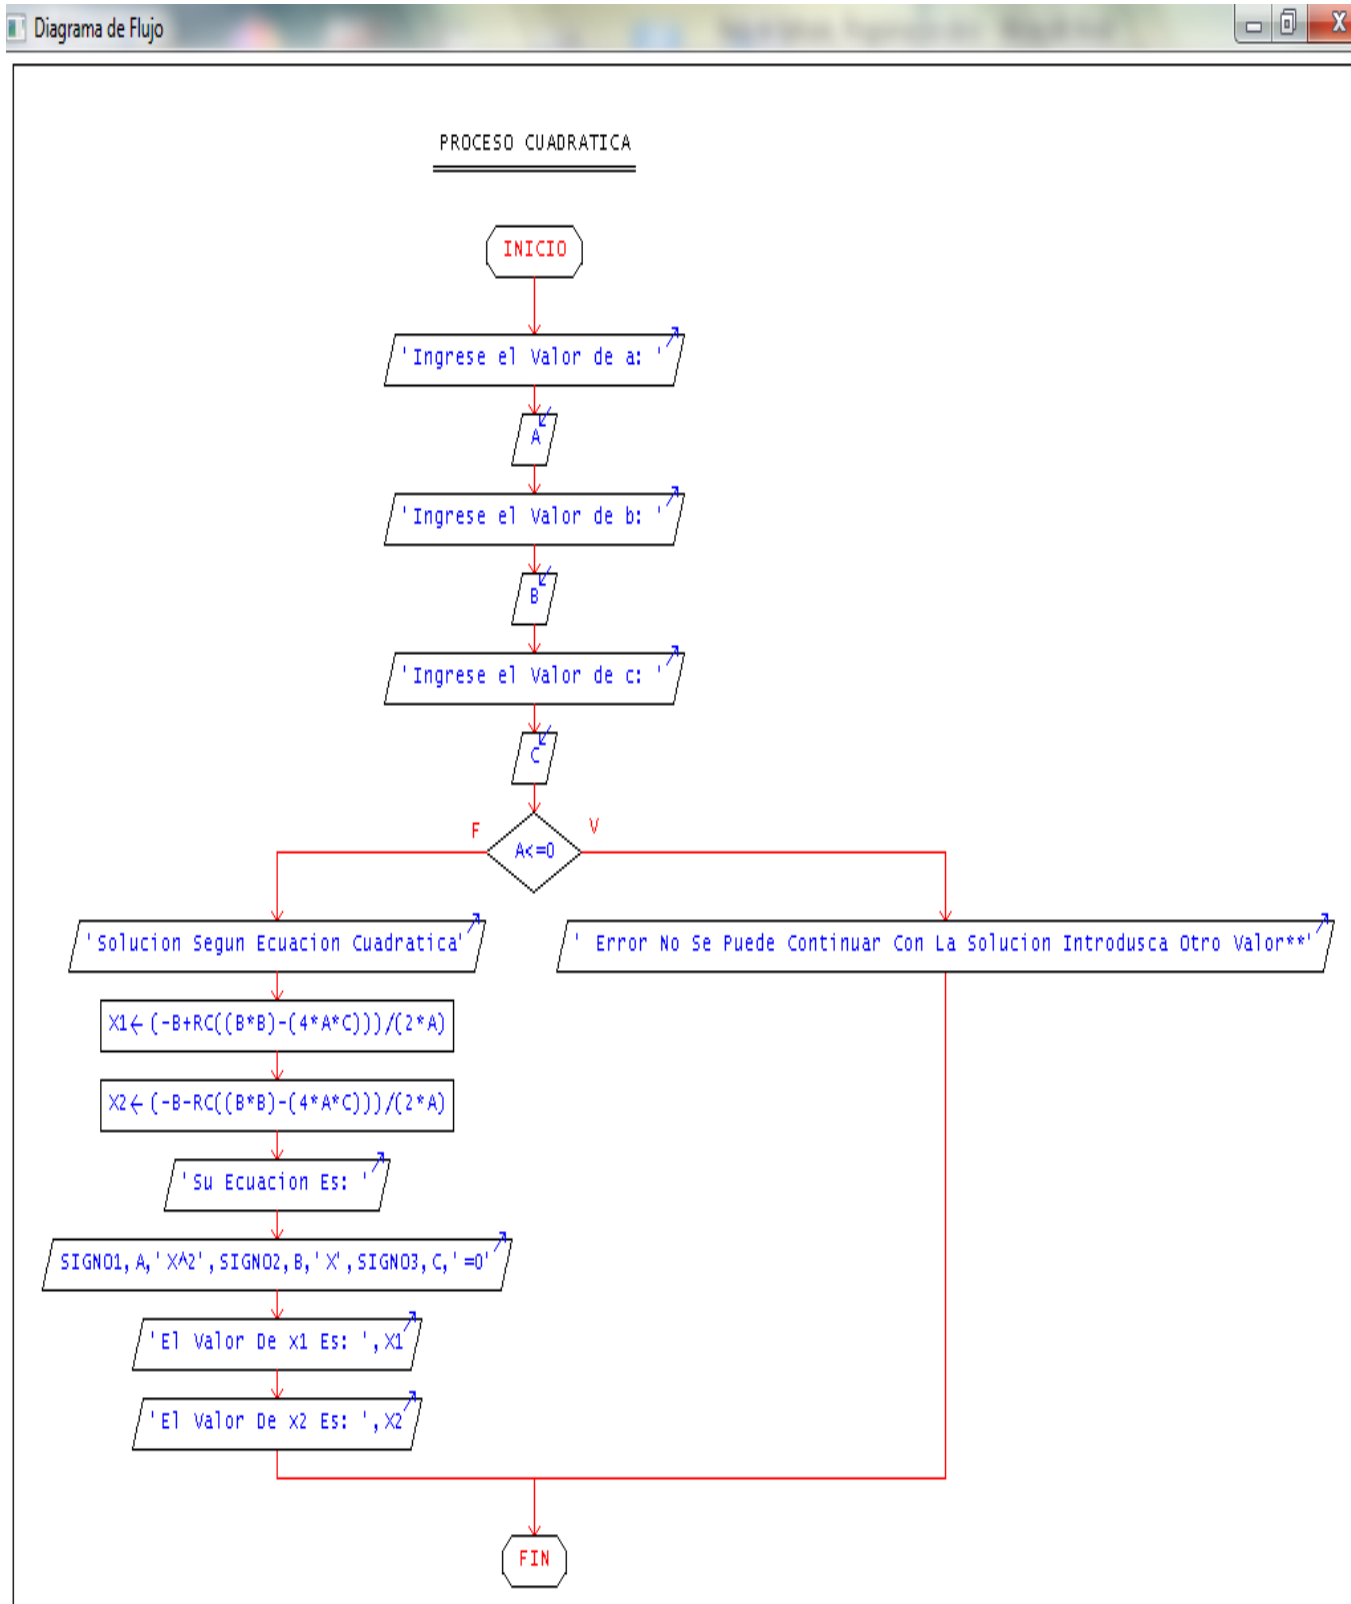 Diagrama de Flujo
PROCESO CUADRATICA
INICIO
'Ingrese el Valor de a: '
A
'Ingrese el Valor de b: '
B
'Ingrese el Valor de c: '
C
F
V
A<=0
'Solucion Segun Ecuacion Cuadratica'
' Error No Se Puede Continuar Con La Solucion Introdusca Otro Valor**'
X1←(-B+RC((B*B)-(4*A*C)))/(2*A)
X2←(-B-RC((B*B)-(4*A*C)))/(2*A)
'Su Ecuacion Es: '
SIGNO1,A,'X^2',SIGNO2,B,'X',SIGNO3,C,'=0'
'El Valor De x1 Es: ',X1
'El Valor De x2 Es: ',X2
FIN